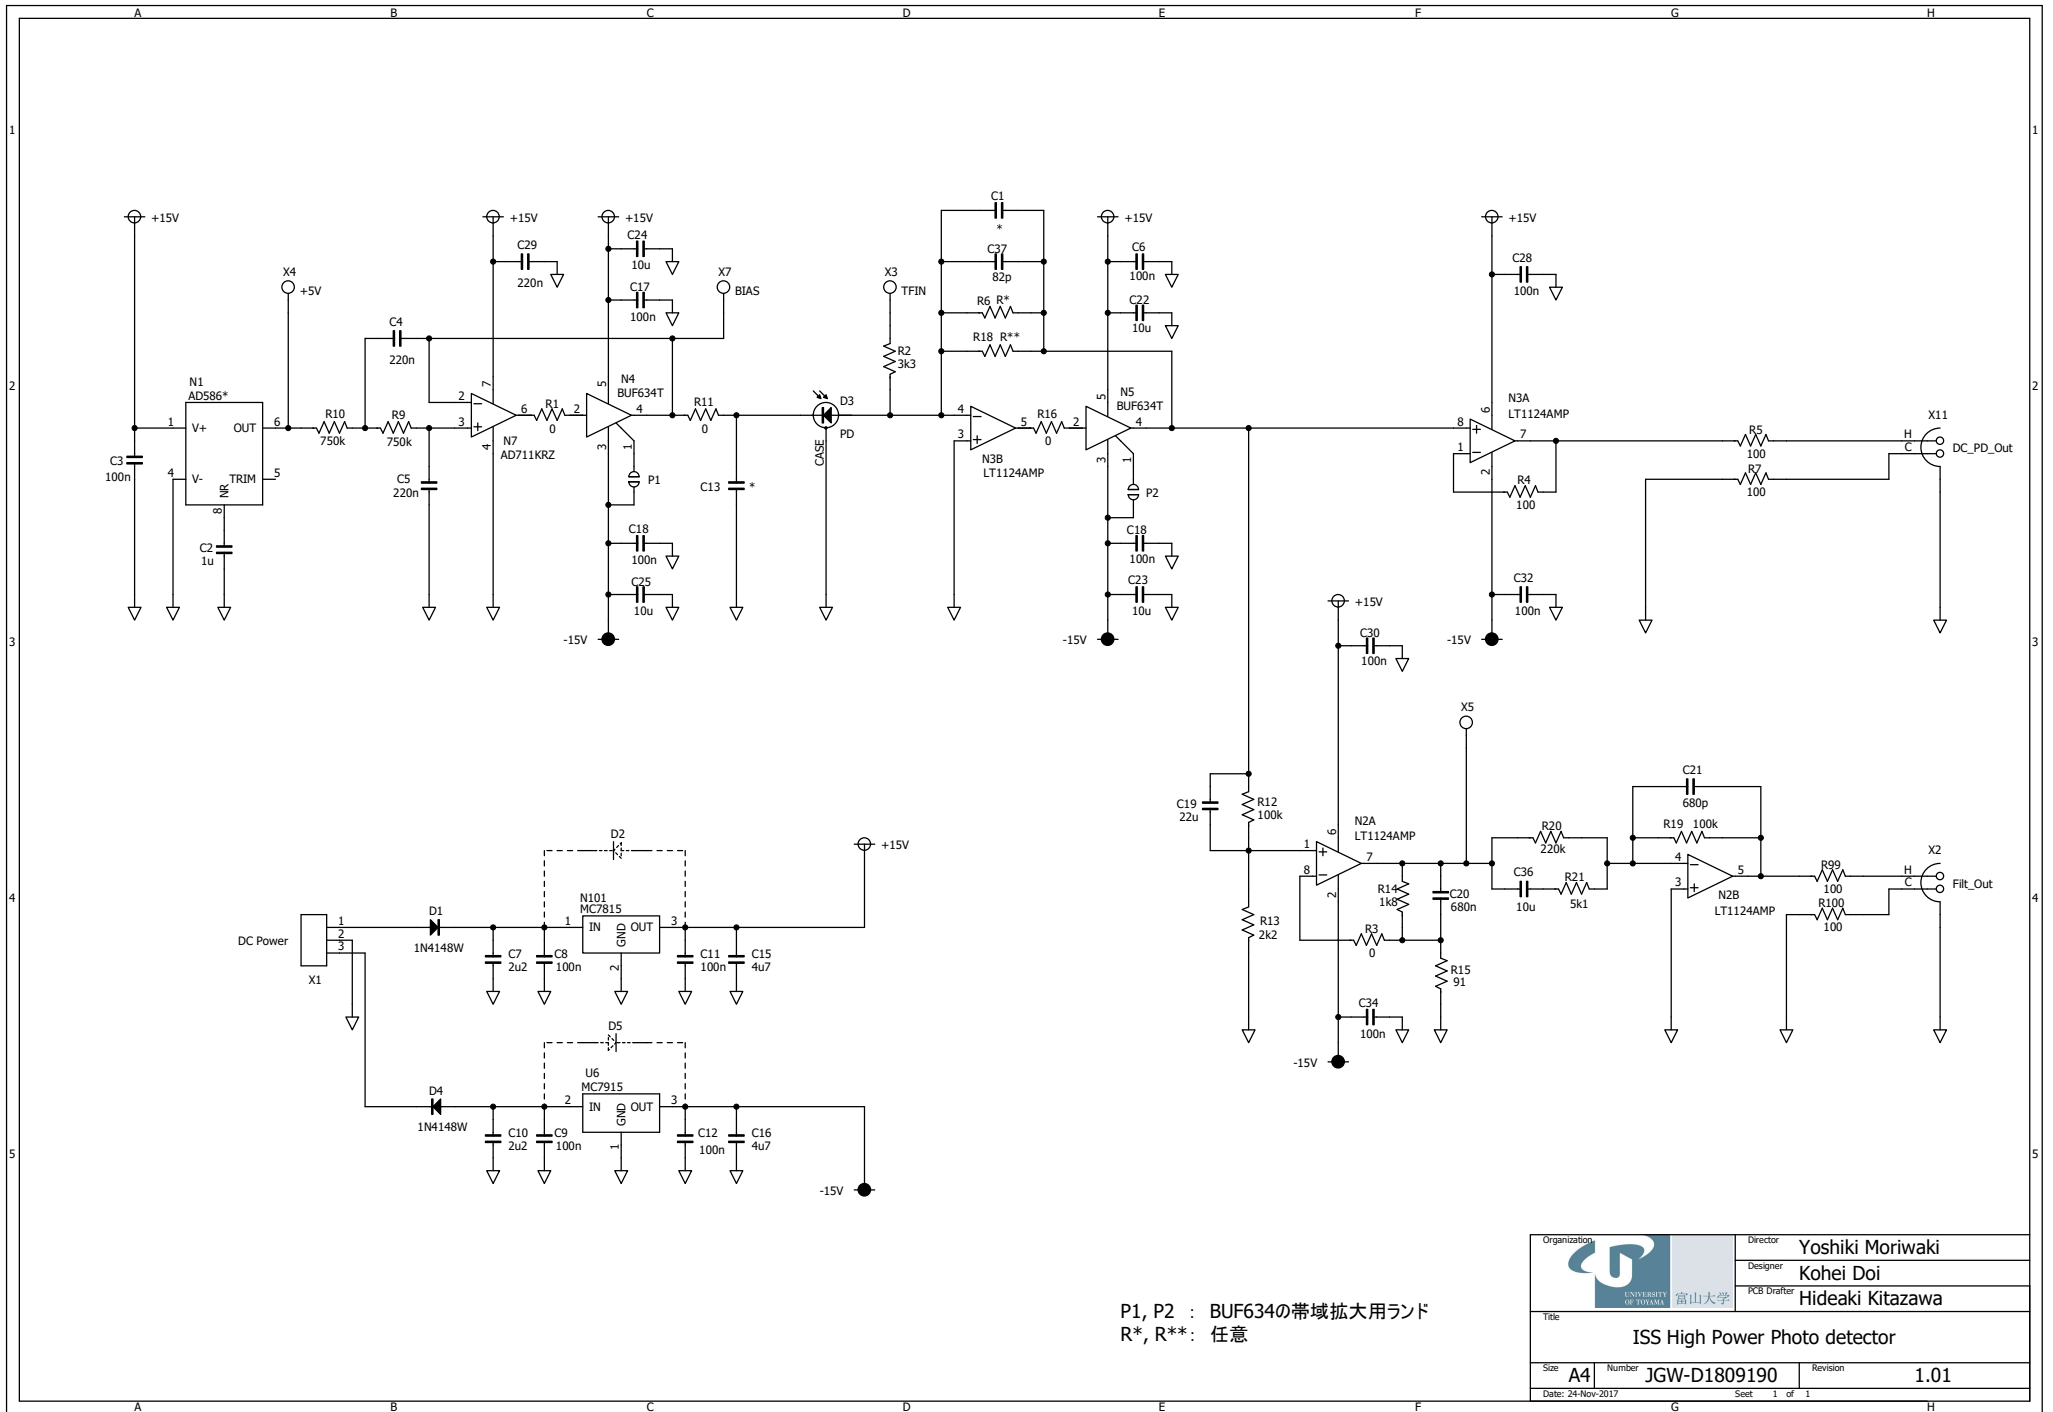 A B C D E F G H
1 1
2 2
3 3
4 4
5 5
A B C D E F G H
+15V
N1
AD586*
1 V+ OUT 6
4 V- TRIM 5
NR
8
C3
100n
C2
1u
X4
+5V
R10
750k
R9
750k
C4
220n
C5
220n
+15V
C29
220n
7
2
3
6
4
N7
AD711KRZ
R1
0
+15V
C24
10u
C17
100n
5
N4
BUF634T
2
4
3
1
P1
C18
100n
C25
10u
-15V
X7
BIAS
R11
0
C13 *
D3
PD
CASE
X3
TFIN
R2
3k3
C1
*
C37
82p
R6 R*
R18 R**
4
3
5
N3B
LT1124AMP
R16
0
+15V
C6
100n
C22
10u
5
N5
BUF634T
2
4
3
1
P2
C18
100n
C23
10u
-15V
+15V
C28
100n
N3A
LT1124AMP
6
8
1
7
2
R4
100
C32
100n
-15V
R5
100
R7
100
X11
H
C
DC_PD_Out
+15V
C30
100n
C19
22u
R12
100k
R13
2k2
N2A
LT1124AMP
6
1
8
7
2
R14
1k8
C20
680n
R3
0
R15
91
C34
100n
-15V
X5
R20
220k
C36
10u
R21
5k1
C21
680p
R19 100k
4
3
5
N2B
LT1124AMP
R99
100
R100
100
X2
H
C
Filt_Out
DC Power
1
2
3
X1
D1
1N4148W
C7
2u2
C8
100n
D2
N101
MC7815
1 IN GND OUT 3
2
C11
100n
C15
4u7
+15V
D4
1N4148W
C10
2u2
C9
100n
D5
U6
MC7915
2 IN GND OUT 3
1
C12
100n
C16
4u7
-15V
P1, P2 : BUF634の帯域拡大用ランド
R*, R**: 任意
Organization
UNIVERSITY
OF TOYAMA
富山大学
Director Yoshiki Moriwaki
Designer Kohei Doi
PCB Drafter Hideaki Kitazawa
Title
ISS High Power Photo detector
Size A4 Number JGW-D1809190 Revision 1.01
Date: 24-Nov-2017 Seet 1 of 1